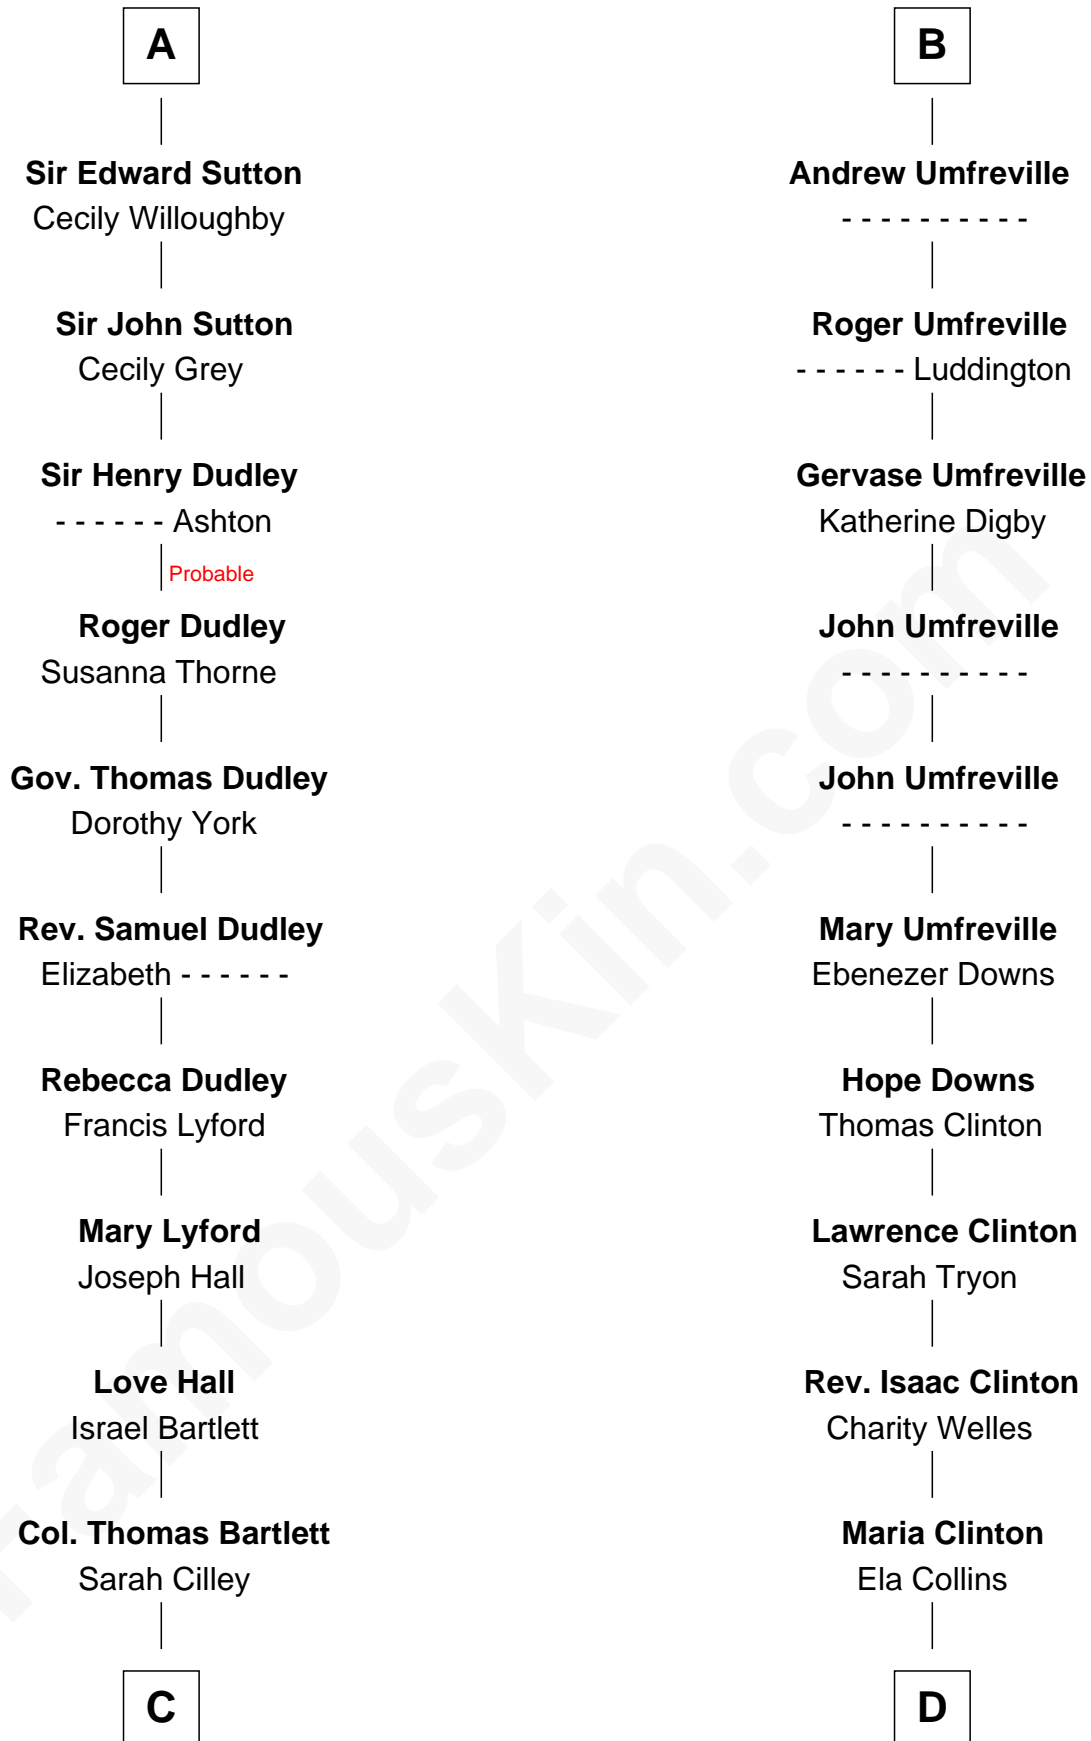 A
Sir Edward Sutton
Cecily Willoughby
Sir John Sutton
Cecily Grey
Sir Henry Dudley
- - - - - - Ashton
Probable
Roger Dudley
Susanna Thorne
Gov. Thomas Dudley
Dorothy York
Rev. Samuel Dudley
Elizabeth - - - - - -
Rebecca Dudley
Francis Lyford
Mary Lyford
Joseph Hall
Love Hall
Israel Bartlett
Col. Thomas Bartlett
Sarah Cilley
C
B
Andrew Umfreville
- - - - - - - - - -
Roger Umfreville
- - - - - - Luddington
Gervase Umfreville
Katherine Digby
John Umfreville
- - - - - - - - - -
John Umfreville
- - - - - - - - - -
Mary Umfreville
Ebenezer Downs
Hope Downs
Thomas Clinton
Lawrence Clinton
Sarah Tryon
Rev. Isaac Clinton
Charity Welles
Maria Clinton
Ela Collins
D
FamousKin.com